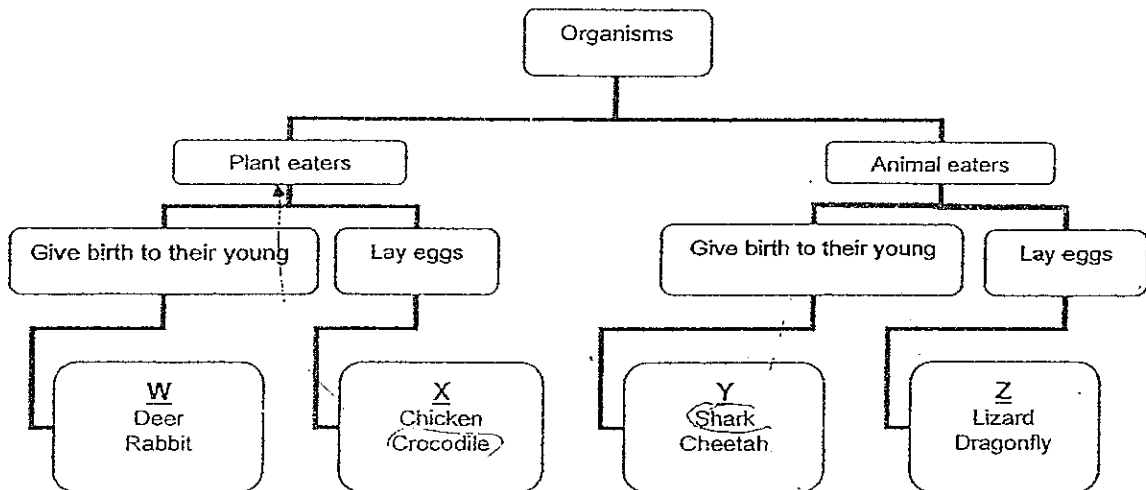 Organisms
Plant eaters
Animal eaters
Give birth to their young
Lay eggs
Give birth to their young
Lay eggs
W
Deer
Rabbit
X
Chicken
Crocodile
Y
Shark
Cheetah
Z
Lizard
Dragonfly